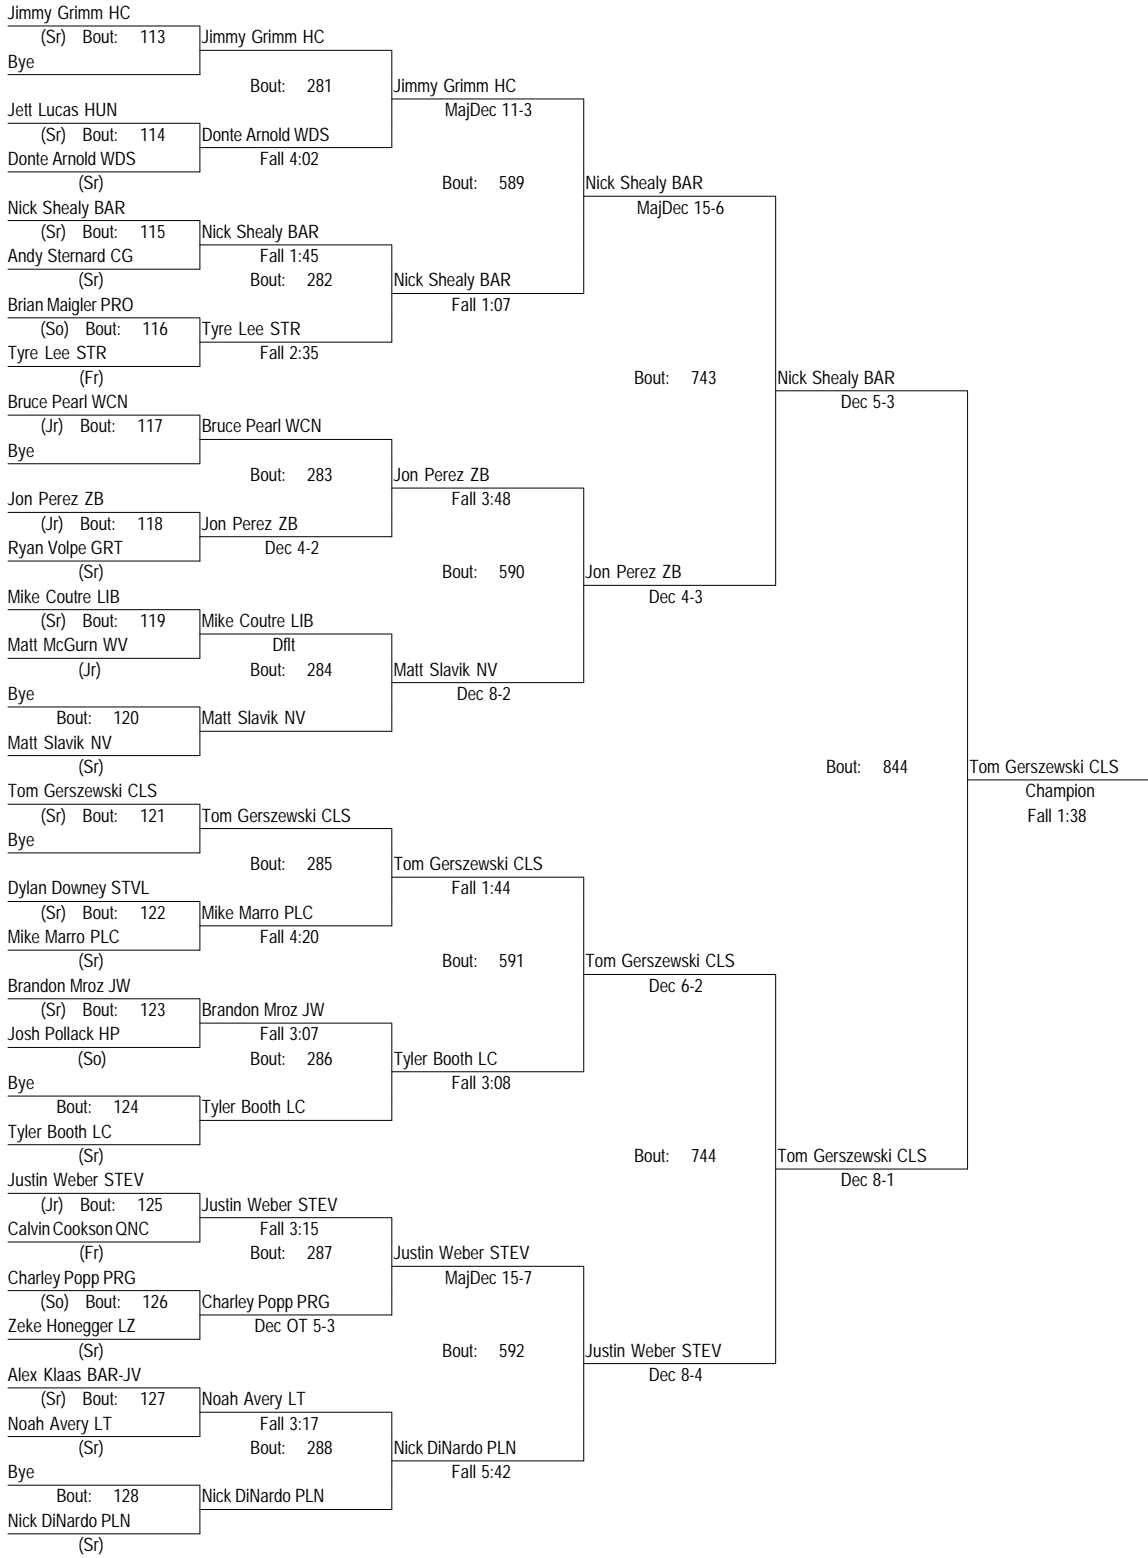 Jimmy Grimm HC
(Sr) Bout: 113 Jimmy Grimm HC
Bye
Bout: 281 Jimmy Grimm HC
Jett Lucas HUN MajDec 11-3
(Sr) Bout: 114 Donte Arnold WDS
Donte Arnold WDS Fall 4:02
(Sr) Bout: 589 Nick Shealy BAR
Nick Shealy BAR MajDec 15-6
(Sr) Bout: 115 Nick Shealy BAR
Andy Sternard CG Fall 1:45
(Sr) Bout: 282 Nick Shealy BAR
Brian Maigler PRO Fall 1:07
(So) Bout: 116 Tyre Lee STR
Tyre Lee STR Fall 2:35
(Fr) Bout: 743 Nick Shealy BAR
Bruce Pearl WCN Dec 5-3
(Jr) Bout: 117 Bruce Pearl WCN
Bye
Bout: 283 Jon Perez ZB
Jon Perez ZB Fall 3:48
(Jr) Bout: 118 Jon Perez ZB
Ryan Volpe GRT Dec 4-2
(Sr) Bout: 590 Jon Perez ZB
Mike Coutre LIB Dec 4-3
(Sr) Bout: 119 Mike Coutre LIB
Matt McGurn WV Dflt
(Jr) Bout: 284 Matt Slavik NV
Bye Dec 8-2
Bout: 120 Matt Slavik NV
Matt Slavik NV
(Sr) Bout: 844 Tom Gerszewski CLS
Tom Gerszewski CLS Champion
(Sr) Bout: 121 Tom Gerszewski CLS Fall 1:38
Bye
Bout: 285 Tom Gerszewski CLS
Dylan Downey STVL Fall 1:44
(Sr) Bout: 122 Mike Marro PLC
Mike Marro PLC Fall 4:20
(Sr) Bout: 591 Tom Gerszewski CLS
Brandon Mroz JW Dec 6-2
(Sr) Bout: 123 Brandon Mroz JW
Josh Pollack HP Fall 3:07
(So) Bout: 286 Tyler Booth LC
Bye Fall 3:08
Bout: 124 Tyler Booth LC
Tyler Booth LC
(Sr) Bout: 744 Tom Gerszewski CLS
Justin Weber STEV Dec 8-1
(Jr) Bout: 125 Justin Weber STEV
Calvin Cookson QNC Fall 3:15
(Fr) Bout: 287 Justin Weber STEV
Charley Popp PRG MajDec 15-7
(So) Bout: 126 Charley Popp PRG
Zeke Honegger LZ Dec OT 5-3
(Sr) Bout: 592 Justin Weber STEV
Alex Klaas BAR-JV Dec 8-4
(Sr) Bout: 127 Noah Avery LT
Noah Avery LT Fall 3:17
(Sr) Bout: 288 Nick DiNardo PLN
Bye Fall 5:42
Bout: 128 Nick DiNardo PLN
Nick DiNardo PLN
(Sr)